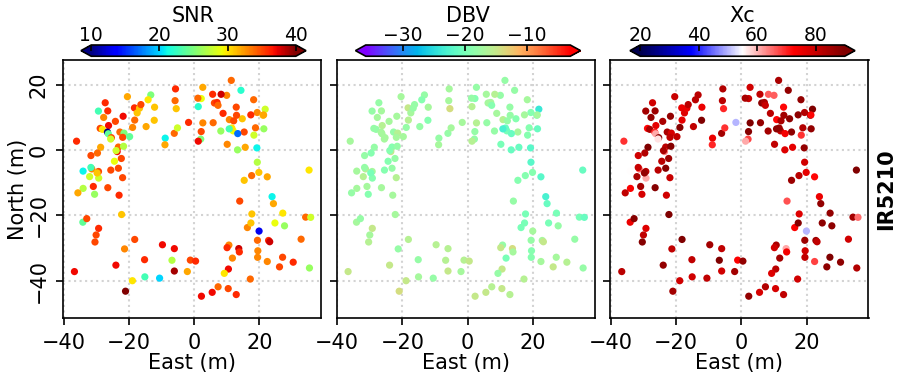 SNR DBV Xc
10 20 30 40 −30 −20 −10 20 40 60 80
20
0
−20
−40
North (m)
IR5210
−40 −20 0 20 −40 −20 0 20 −40 −20 0 20
East (m) East (m) East (m)